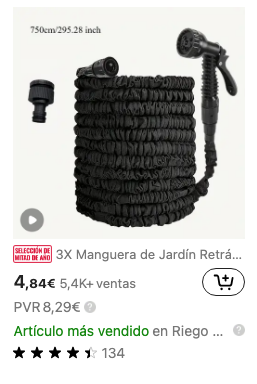 750cm/295.28 inch
SELECCIÓN DE
MITAD DE AÑO
3X Manguera de Jardín Retrá...
4,84€ 5,4K+ ventas
PVR 8,29€ ?
Artículo más vendido en Riego ... ?
134